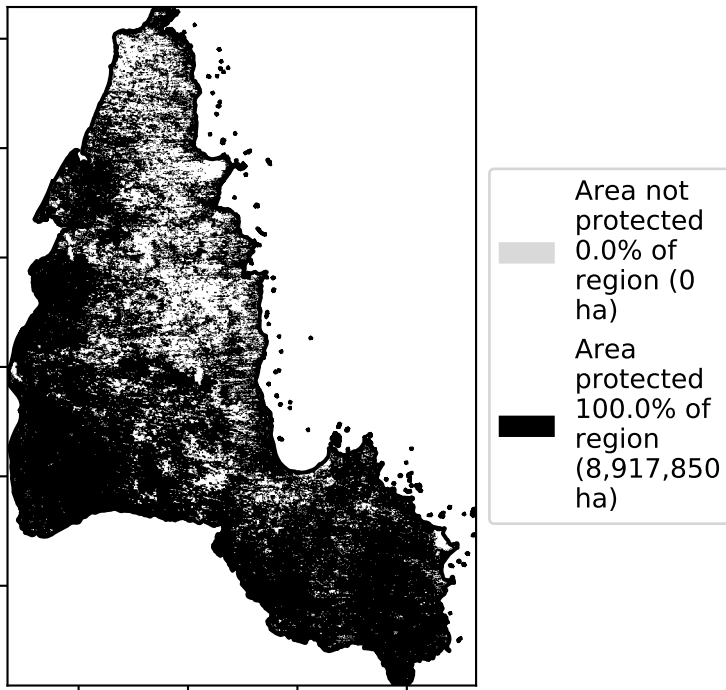 Area not
protected
0.0% of
region (0
ha)
Area
protected
100.0% of
region
(8,917,850
ha)